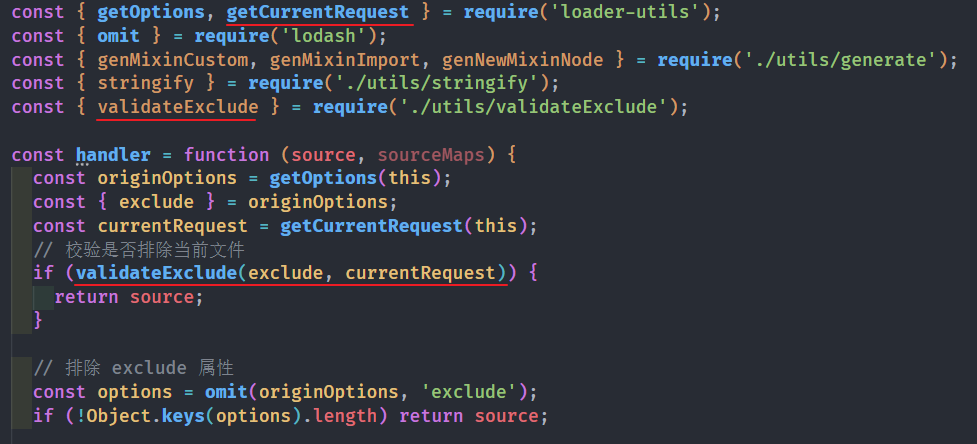 const { getOptions, getCurrentRequest } = require('loader-utils');
const { omit } = require('lodash');
const { genMixinCustom, genMixinImport, genNewMixinNode } = require('./utils/generate');
const { stringify } = require('./utils/stringify');
const { validateExclude } = require('./utils/validateExclude');
const handler = function (source, sourceMaps) {
const originOptions = getOptions(this);
const { exclude } = originOptions;
const currentRequest = getCurrentRequest(this);
// 校验是否排除当前文件
if (validateExclude(exclude, currentRequest)) {
return source;
}
// 排除 exclude 属性
const options = omit(originOptions, 'exclude');
if (!Object.keys(options).length) return source;